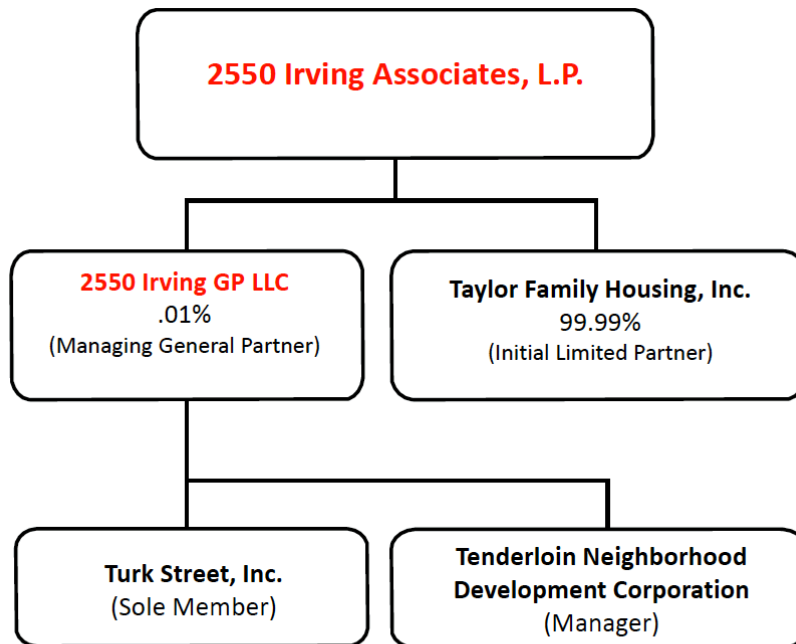 2550 Irving Associates, L.P.
2550 Irving GP LLC
.01%
(Managing General Partner)
Taylor Family Housing, Inc.
99.99%
(Initial Limited Partner)
Turk Street, Inc.
(Sole Member)
Tenderloin Neighborhood
Development Corporation
(Manager)